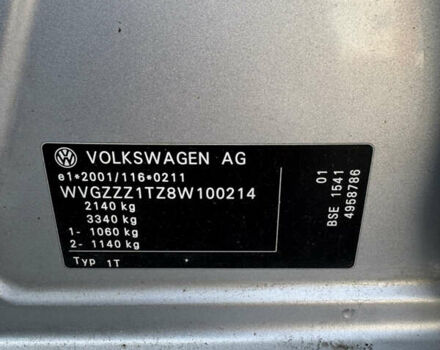 VOLKSWAGEN AG
e1*2001/116*0211
WVGZZZ1TZ8W100214
2140 kg
3340 kg
1- 1060 kg
2- 1140 kg
Typ 1T
01
BSE 1541
4958786